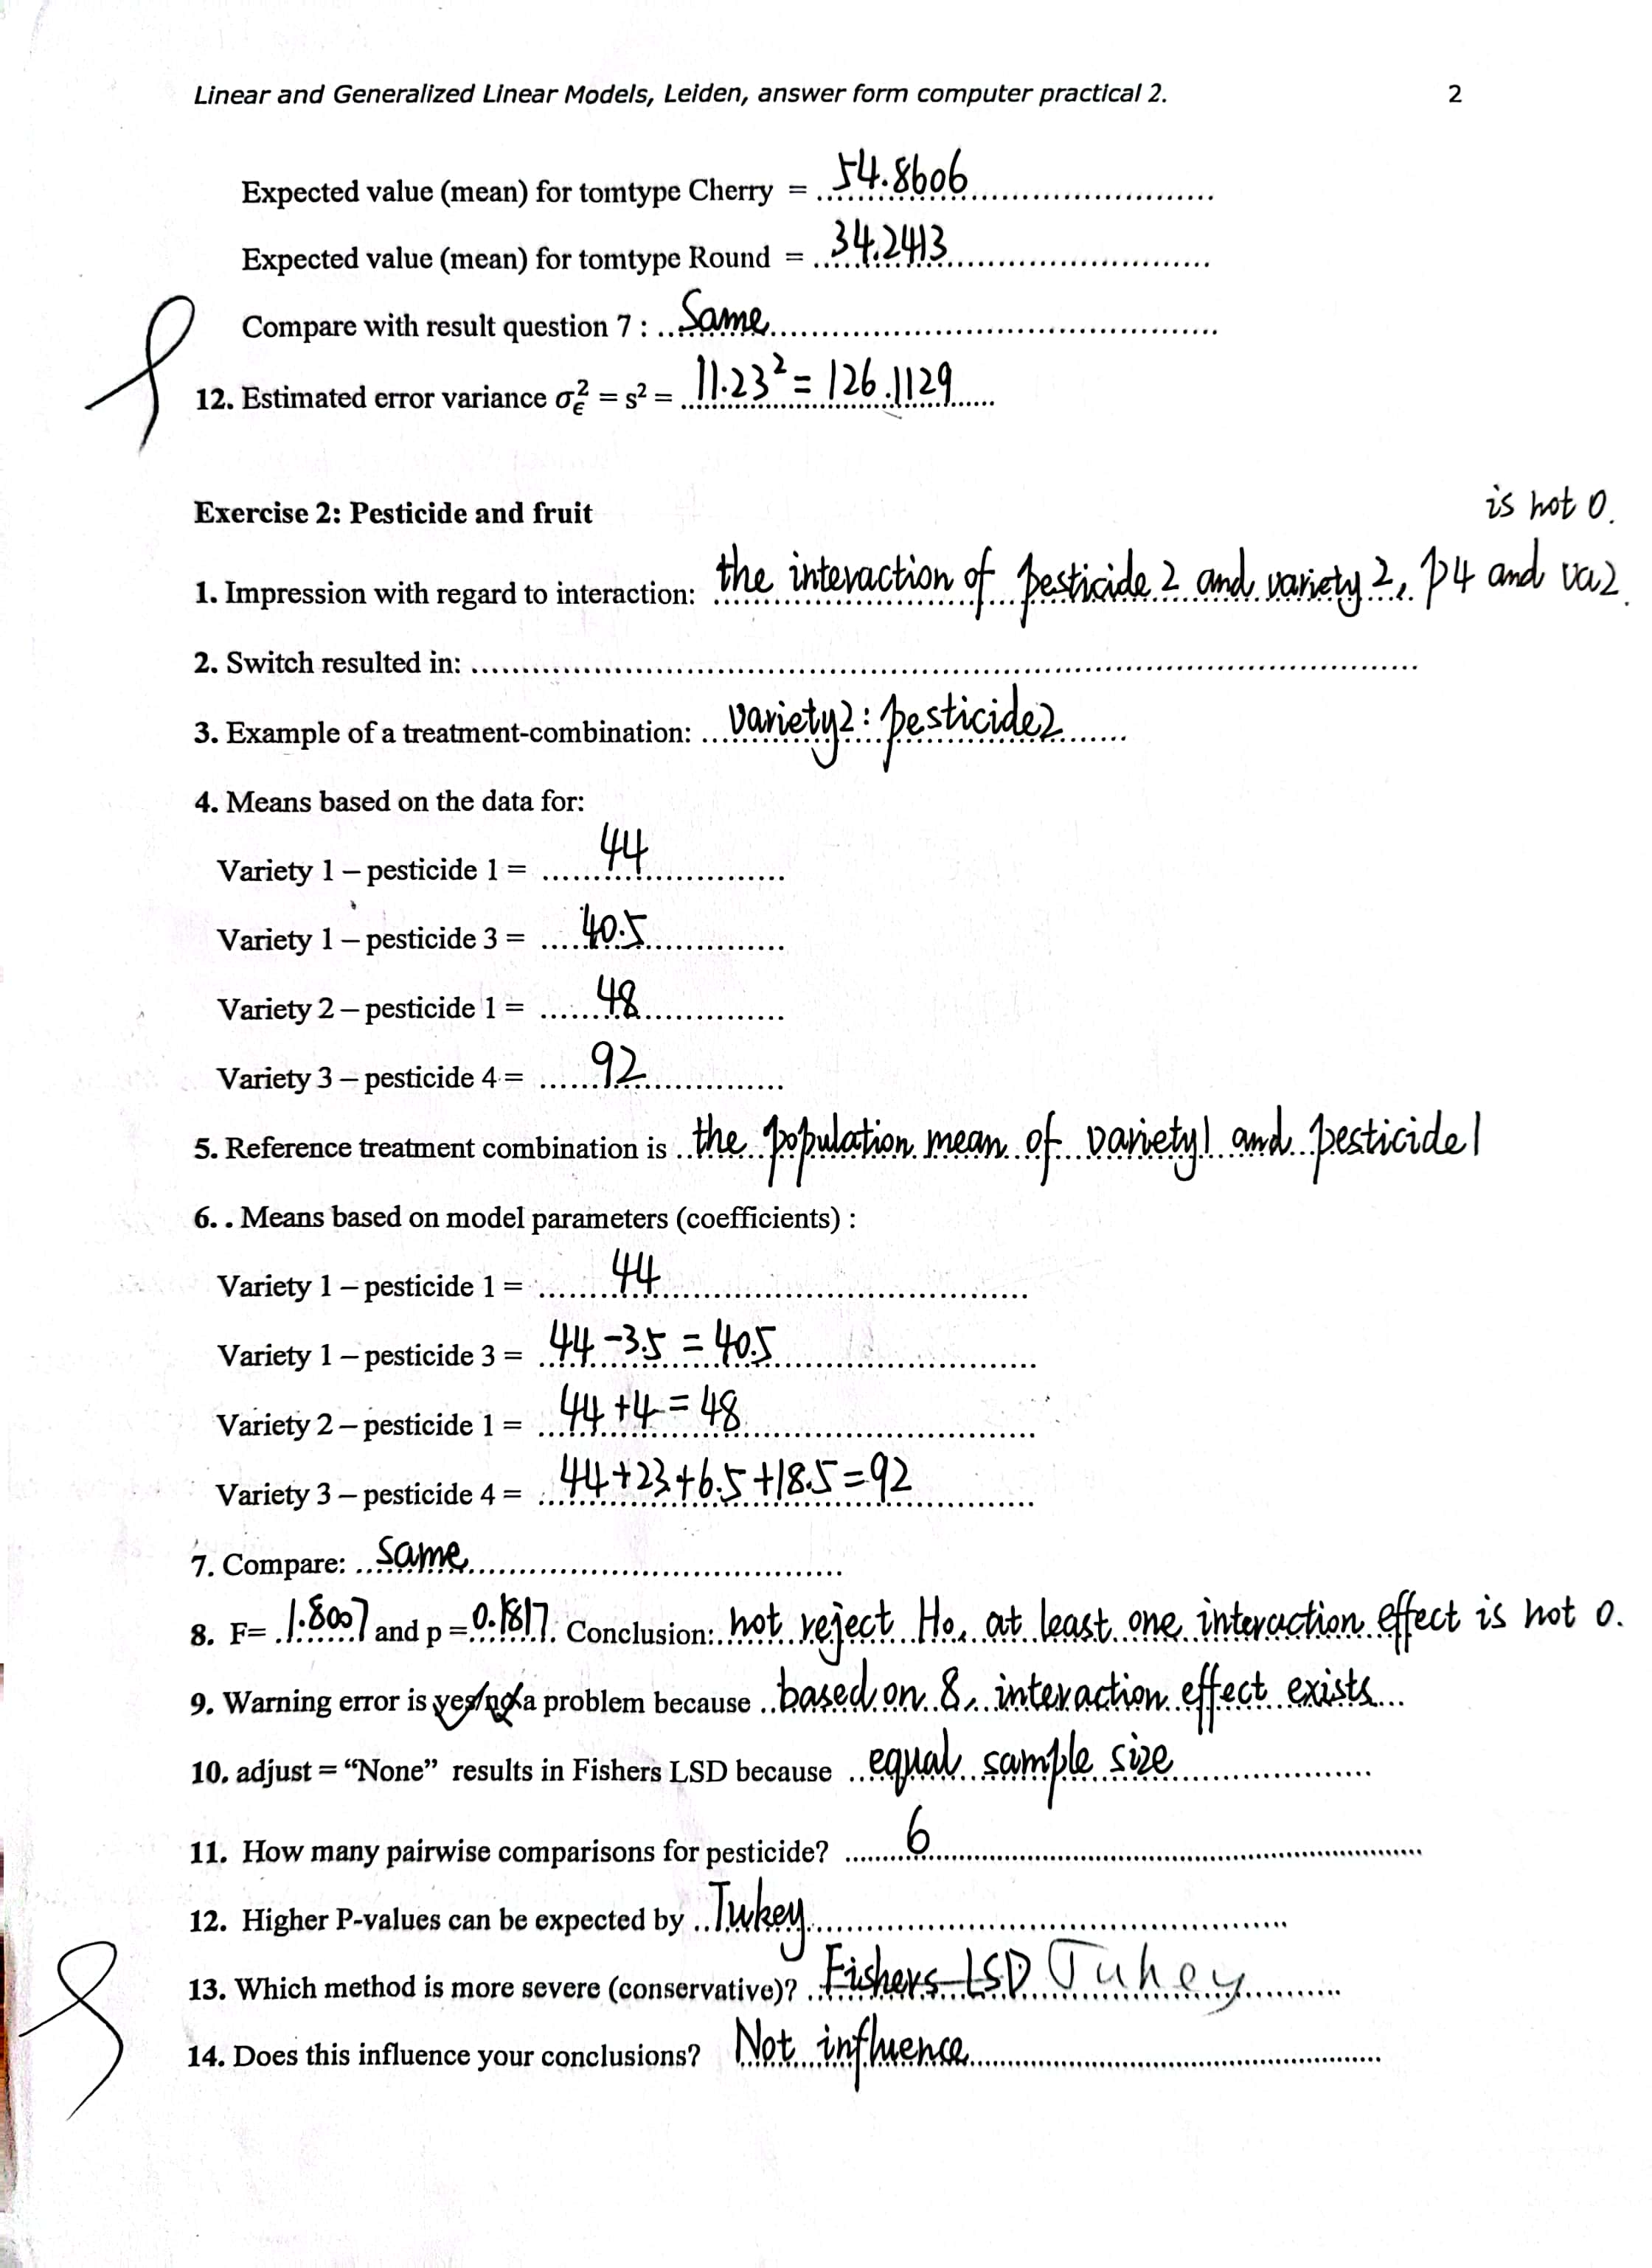 Linear and Generalized Linear Models, Leiden, answer form computer practical 2. 2
Expected value (mean) for tomtype Cherry = 54.8606
Expected value (mean) for tomtype Round = 34.2413
Compare with result question 7 : Same
12. Estimated error variance σ²ϵ = s² = 11.23² = 126.1129
Exercise 2: Pesticide and fruit
is not 0.
1. Impression with regard to interaction: the interaction of pesticide 2 and variety 2, p4 and va2.
2. Switch resulted in:
3. Example of a treatment-combination: variety2: pesticide2
4. Means based on the data for:
Variety 1 – pesticide 1 = 44
Variety 1 – pesticide 3 = 40.5
Variety 2 – pesticide 1 = 48
Variety 3 – pesticide 4 = 92
5. Reference treatment combination is the population mean of variety1 and pesticide1
6. . Means based on model parameters (coefficients) :
Variety 1 – pesticide 1 = 44
Variety 1 – pesticide 3 = 44 -3.5 = 40.5
Variety 2 – pesticide 1 = 44 +4 = 48
Variety 3 – pesticide 4 = 44+23+6.5+18.5=92
7. Compare: same
8. F= 1.8007 and p = 0.1817. Conclusion: not reject H0, at least one interaction effect is not 0.
9. Warning error is yes/no a problem because based on 8, interaction effect exists
10. adjust = “None” results in Fishers LSD because equal sample size
11. How many pairwise comparisons for pesticide? 6
12. Higher P-values can be expected by Tukey
13. Which method is more severe (conservative)? Fishers LSD Tukey
14. Does this influence your conclusions? Not influence